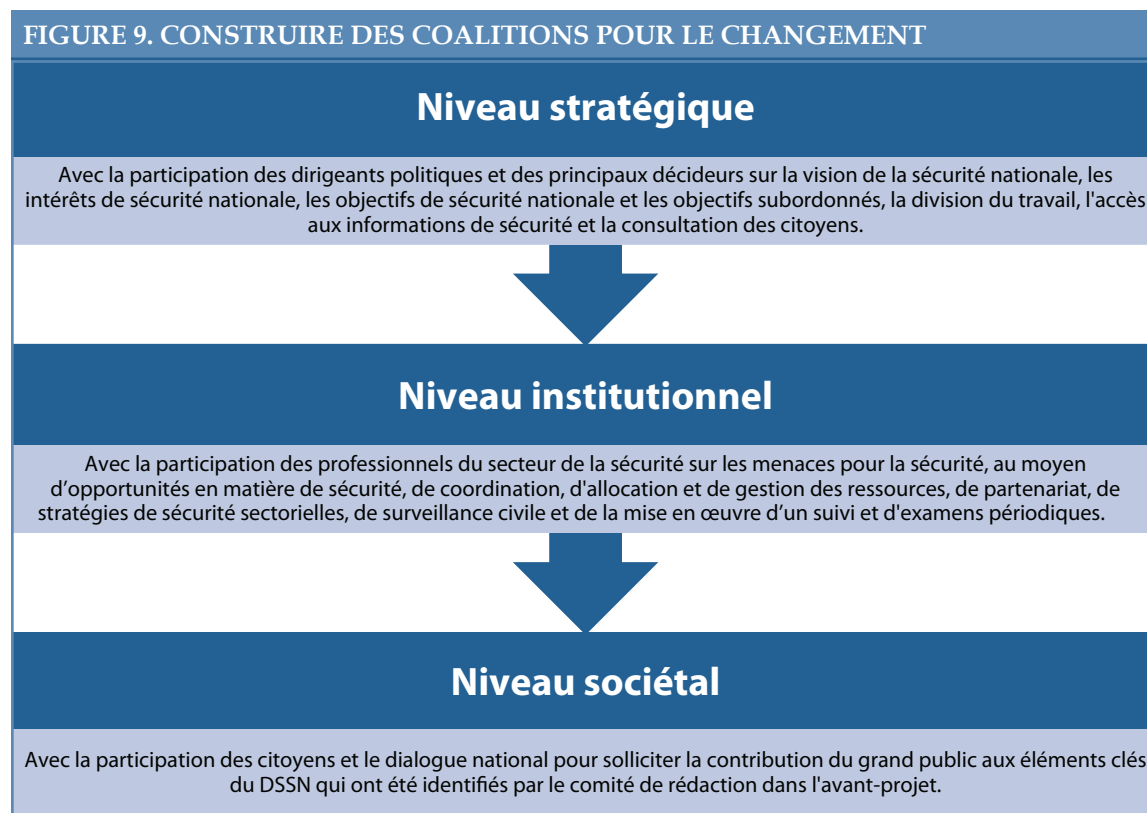 FIGURE 9. CONSTRUIRE DES COALITIONS POUR LE CHANGEMENT
Niveau stratégique
Avec la participation des dirigeants politiques et des principaux décideurs sur la vision de la sécurité nationale, les
intérêts de sécurité nationale, les objectifs de sécurité nationale et les objectifs subordonnés, la division du travail, l'accès
aux informations de sécurité et la consultation des citoyens.
Niveau institutionnel
Avec la participation des professionnels du secteur de la sécurité sur les menaces pour la sécurité, au moyen
d’opportunités en matière de sécurité, de coordination, d'allocation et de gestion des ressources, de partenariat, de
stratégies de sécurité sectorielles, de surveillance civile et de la mise en œuvre d’un suivi et d'examens périodiques.
Niveau sociétal
Avec la participation des citoyens et le dialogue national pour solliciter la contribution du grand public aux éléments clés
du DSSN qui ont été identifiés par le comité de rédaction dans l'avant-projet.